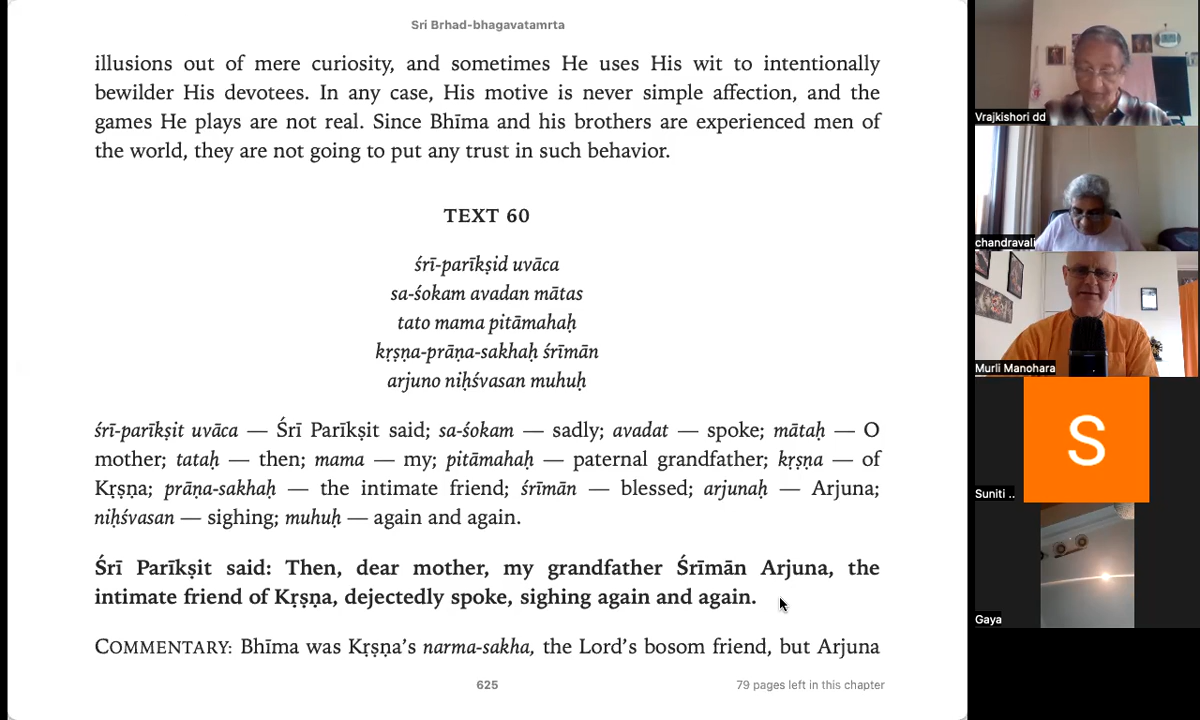 Śrī Bṛhad-bhagavatamrta
illusions out of mere curiosity, and sometimes He uses His wit to intentionally
bewilder His devotees. In any case, His motive is never simple affection, and the
games He plays are not real. Since Bhīma and his brothers are experienced men of
the world, they are not going to put any trust in such behavior.
TEXT 60
śrī-parīkṣid uvāca
sa-śokam avadan mātas
tato mama pitāmahaḥ
kṛṣṇa-prāṇa-sakhaḥ śrīmān
arjuno niḥśvasan muhuḥ
śrī-parīkṣit uvāca — Śrī Parīkṣit said; sa-śokam — sadly; avadat — spoke; mātaḥ — O
mother; tataḥ — then; mama — my; pitāmahaḥ — paternal grandfather; kṛṣṇa — of
Kṛṣṇa; prāṇa-sakhaḥ — the intimate friend; śrīmān — blessed; arjunaḥ — Arjuna;
niḥśvasan — sighing; muhuḥ — again and again.
Śrī Parīkṣit said: Then, dear mother, my grandfather Śrīmān Arjuna, the
intimate friend of Kṛṣṇa, dejectedly spoke, sighing again and again.
COMMENTARY: Bhīma was Kṛṣṇa's narma-sakha, the Lord's bosom friend, but Arjuna
625
79 pages left in this chapter
Vrajkishori dd
chandravali
Murli Manohara
S
Suniti ..
Gaya